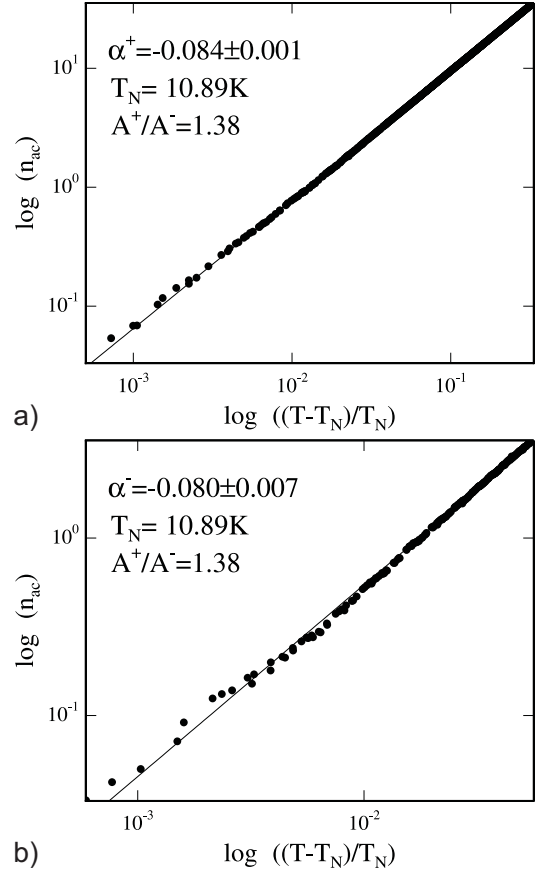 α⁺=-0.084±0.001
T_N= 10.89K
A⁺/A⁻=1.38
10¹
10⁰
10⁻¹
log (n_ac)
10⁻³ 10⁻² 10⁻¹
a) log ((T-T_N)/T_N)
α⁻=-0.080±0.007
T_N= 10.89K
A⁺/A⁻=1.38
10⁰
10⁻¹
log (n_ac)
10⁻³ 10⁻²
b) log ((T-T_N)/T_N)